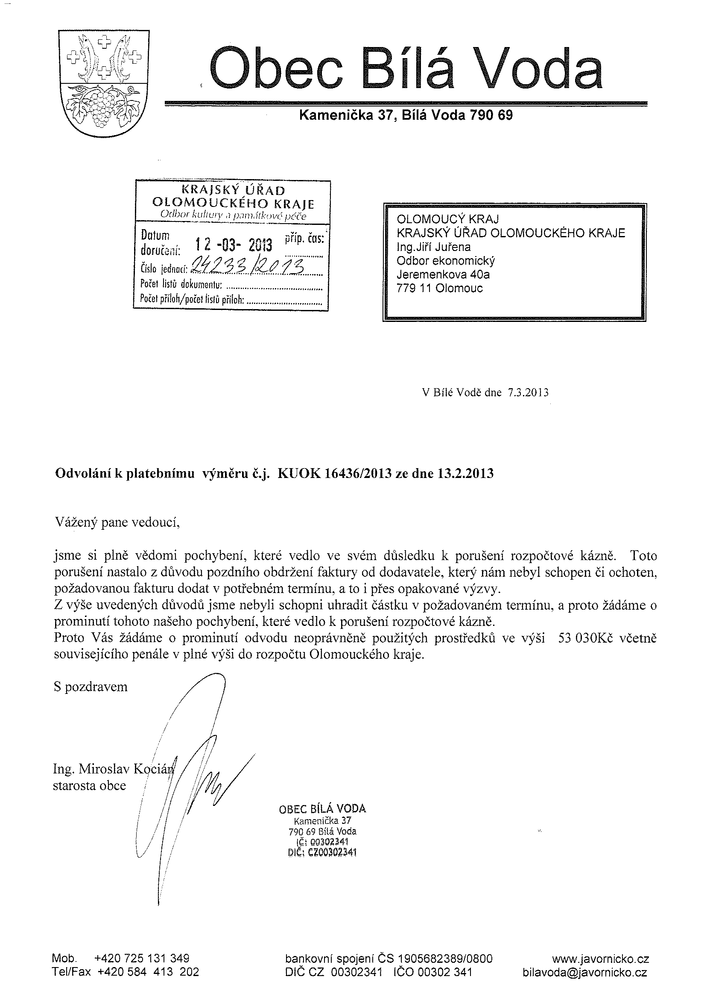 Obec Bílá Voda
Kamenička 37, Bílá Voda 790 69
KRAJSKÝ ÚŘAD
OLOMOUCKÉHO KRAJE
Odbor kultury a památkové péče
Datum doručení: 12 -03- 2013 příp. čas:
Číslo jednací: 24233/2013
Počet listů dokumentu:
Počet příloh/počet listů příloh:
OLOMOUCÝ KRAJ
KRAJSKÝ ÚŘAD OLOMOUCKÉHO KRAJE
Ing.Jiří Juřena
Odbor ekonomický
Jeremenkova 40a
779 11 Olomouc
V Bílé Vodě dne 7.3.2013
Odvolání k platebnímu výměru č.j. KUOK 16436/2013 ze dne 13.2.2013
Vážený pane vedoucí,
jsme si plně vědomi pochybení, které vedlo ve svém důsledku k porušení rozpočtové kázně. Toto
porušení nastalo z důvodu pozdního obdržení faktury od dodavatele, který nám nebyl schopen či ochoten,
požadovanou fakturu dodat v potřebném termínu, a to i přes opakované výzvy.
Z výše uvedených důvodů jsme nebyli schopni uhradit částku v požadovaném termínu, a proto žádáme o
prominutí tohoto našeho pochybení, které vedlo k porušení rozpočtové kázně.
Proto Vás žádáme o prominutí odvodu neoprávněně použitých prostředků ve výši 53 030Kč včetně
souvisejícího penále v plné výši do rozpočtu Olomouckého kraje.
S pozdravem
Ing. Miroslav Kocián
starosta obce
OBEC BÍLÁ VODA
Kamenička 37
790 69 Bílá Voda
IČ: 00302341
DIČ: CZ00302341
Mob. +420 725 131 349
Tel/Fax +420 584 413 202
bankovní spojení ČS 1905682389/0800
DIČ CZ 00302341 IČO 00302 341
www.javornicko.cz
bilavoda@javornicko.cz